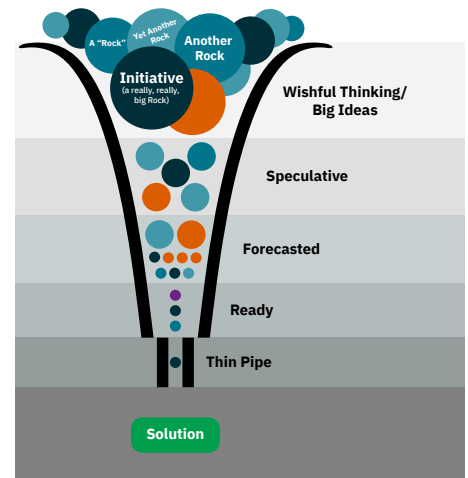 A “Rock”
Yet Another
Rock
Another
Rock
Initiative
(a really, really,
big Rock)
Wishful Thinking/
Big Ideas
Speculative
Forecasted
Ready
Thin Pipe
Solution